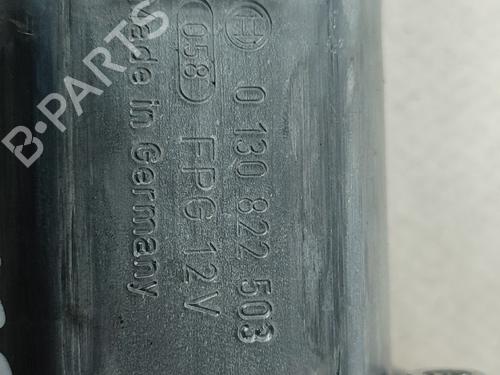 0 130 822 503
058 FPG 12V
Made in Germany
B-PARTS